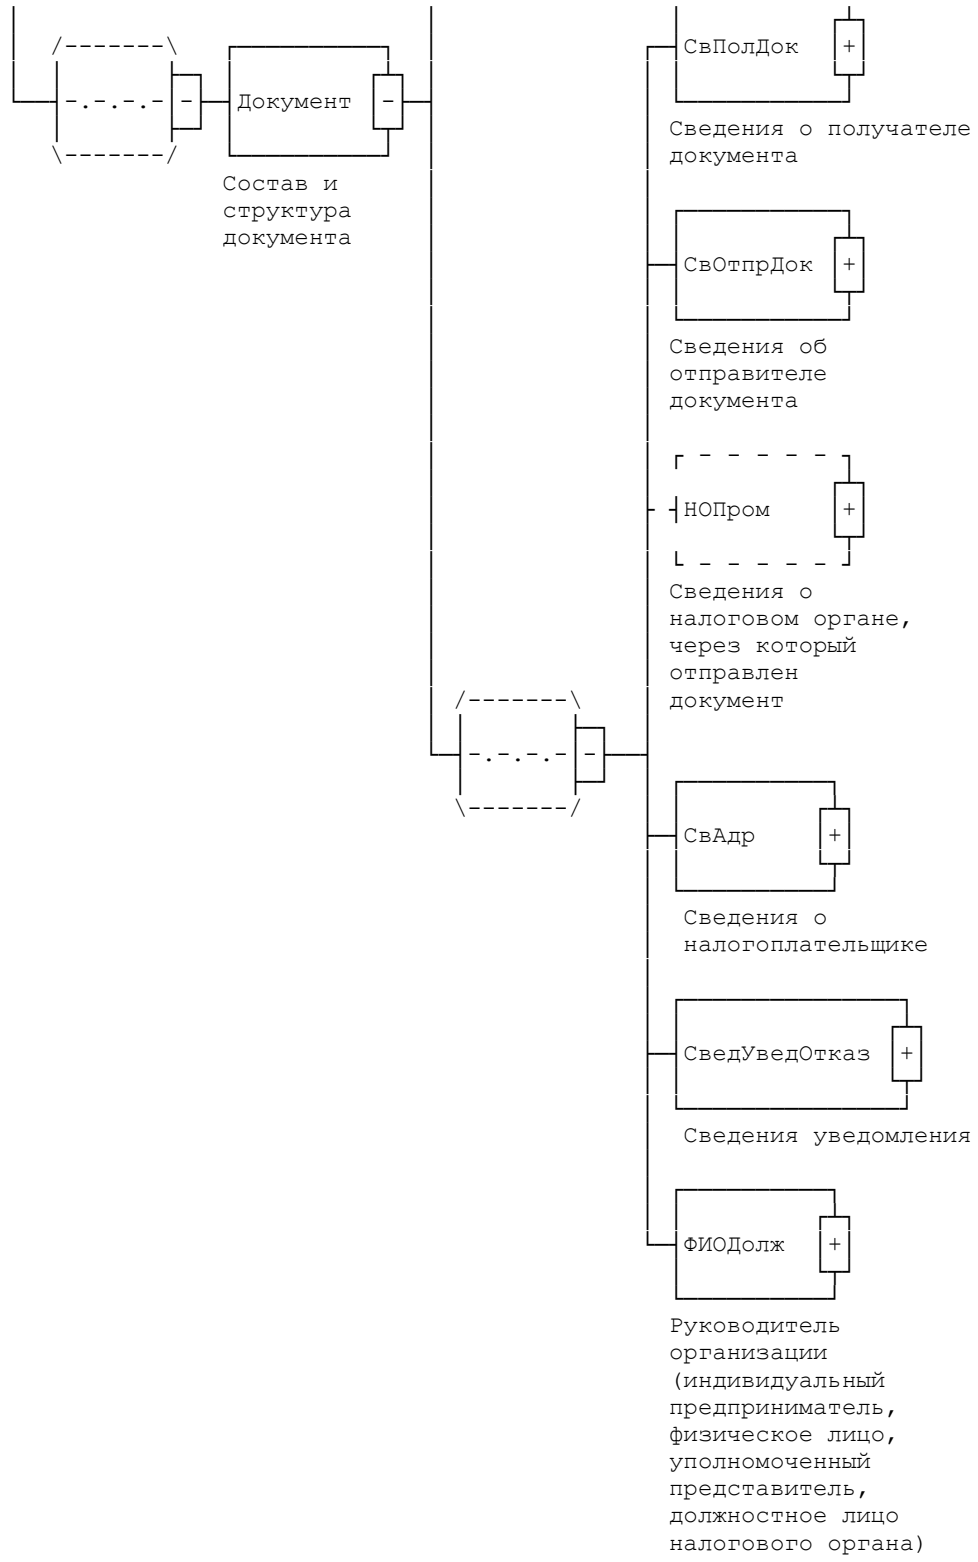 СвПолДок +
-.-.-.- - Документ -
Сведения о получателе
документа
Состав и
структура
документа
СвОтпрДок +
Сведения об
отправителе
документа
НОПром +
Сведения о
налоговом органе,
через который
отправлен
документ
-.-.-.- -
СвАдр +
Сведения о
налогоплательщике
СведУведОтказ +
Сведения уведомления
ФИОДолж +
Руководитель
организации
(индивидуальный
предприниматель,
физическое лицо,
уполномоченный
представитель,
должностное лицо
налогового органа)